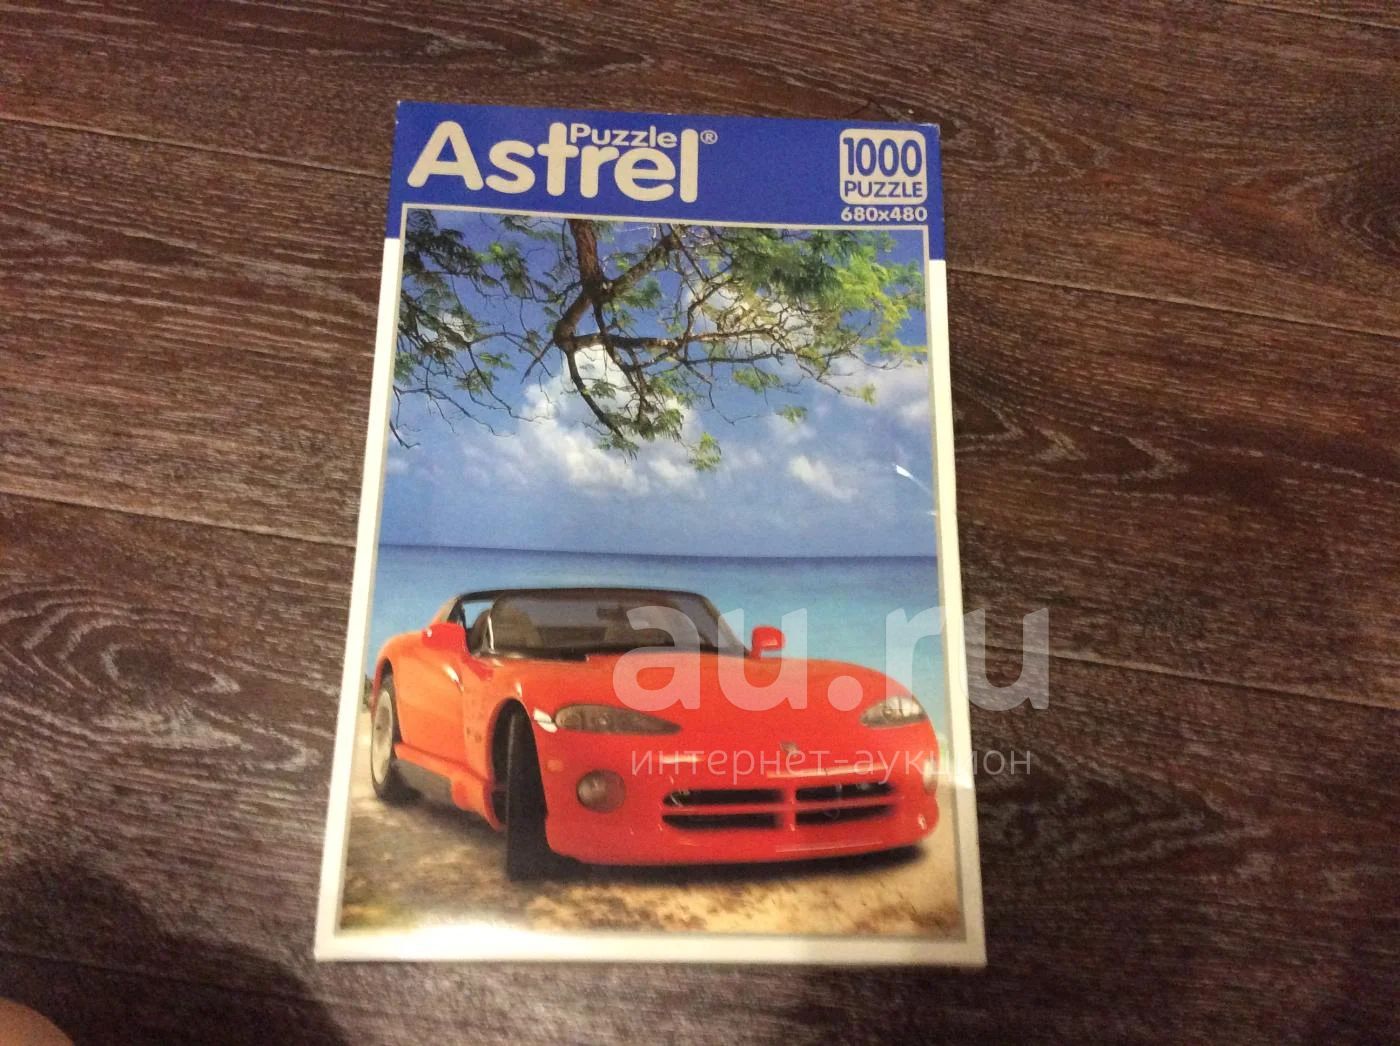 Puzzle
Astrel®
1000
PUZZLE
680x480
au.ru
интернет-аукцион